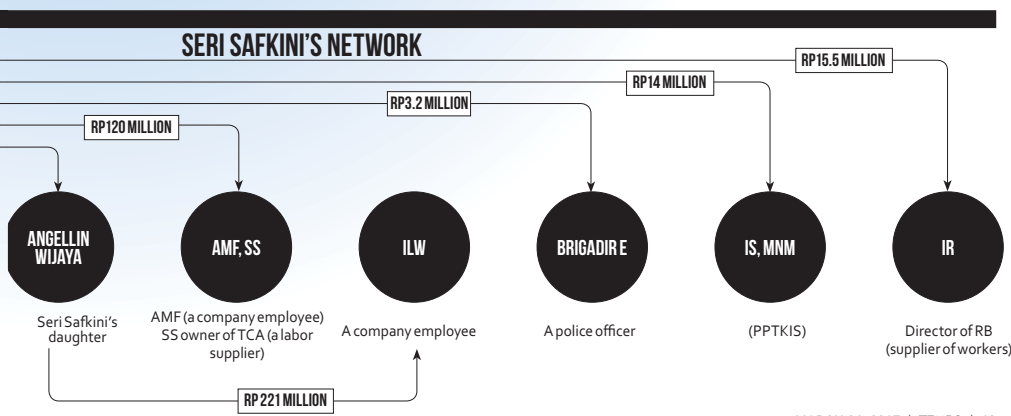 SERI SAFKINI'S NETWORK
RP15.5 MILLION
RP14 MILLION
RP3.2 MILLION
RP120 MILLION
ANGELLIN
WIJAYA
AMF, SS
ILW
BRIGADIR E
IS, MNM
IR
Seri Safkini's
daughter
AMF (a company employee)
SS owner of TCA (a labor
supplier)
A company employee
A police officer
(PPTKIS)
Director of RB
(supplier of workers)
RP 221 MILLION